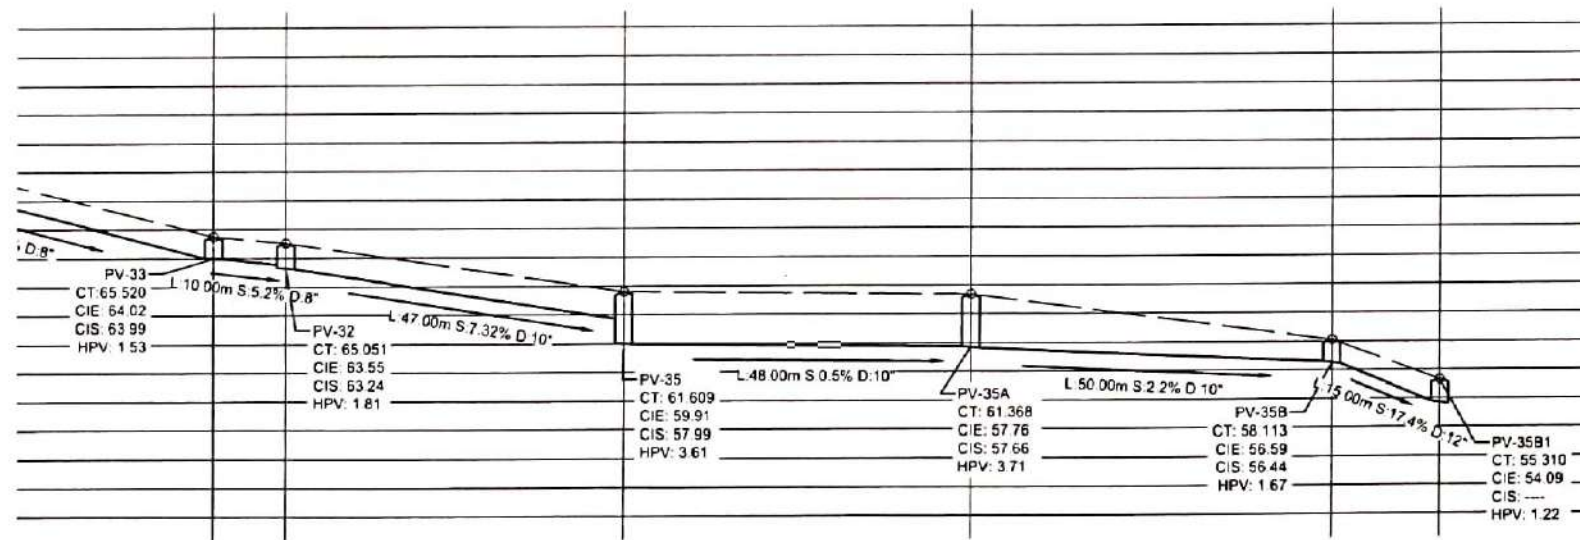 % D:8"
PV-33
CT:65.520
CIE: 64.02
CIS: 63.99
HPV: 1.53
L:10.00m S:5.2% D:8"
PV-32
CT: 65.051
CIE: 63.55
CIS: 63.24
HPV: 1.81
L:47.00m S:7.32% D:10"
PV-35
CT: 61.609
CIE: 59.91
CIS: 57.99
HPV: 3.61
L:48.00m S:0.5% D:10"
PV-35A
CT: 61.368
CIE: 57.76
CIS: 57.66
HPV: 3.71
L:50.00m S:2.2% D:10"
PV-35B
CT: 58.113
CIE: 56.59
CIS: 56.44
HPV: 1.67
L:15.00m S:17.4% D:12"
PV-35B1
CT: 55.310
CIE: 54.09
CIS: ----
HPV: 1.22